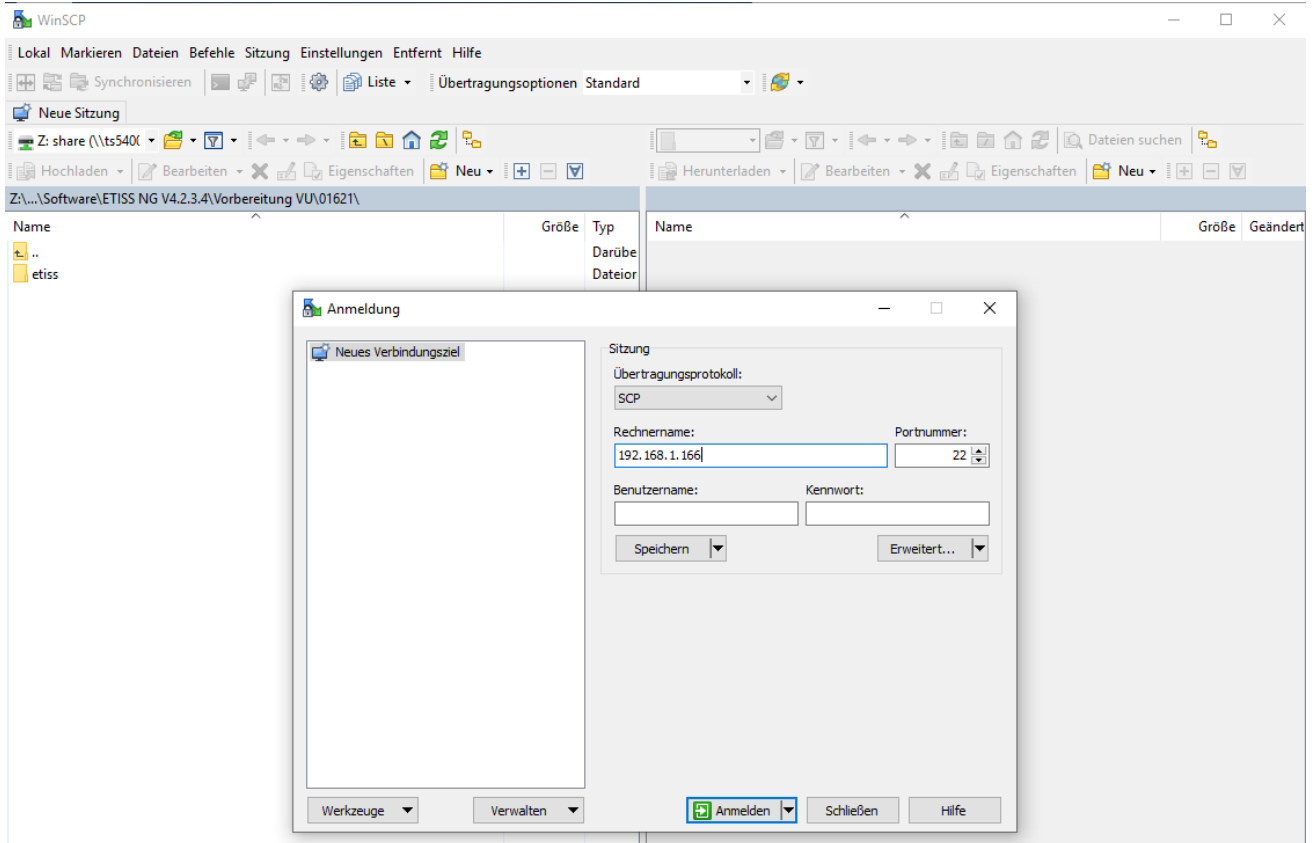 WinSCP
Lokal Markieren Dateien Befehle Sitzung Einstellungen Entfernt Hilfe
Synchronisieren Liste Übertragungsoptionen Standard
Neue Sitzung
Z: share (\\ts540( Dateien suchen
Hochladen Bearbeiten Eigenschaften Neu Herunterladen Bearbeiten Eigenschaften Neu
Z:\...\Software\ETISS NG V4.2.3.4\Vorbereitung VU\01621\
Name Größe Typ Name Größe Geändert
.. Darübe
etiss Dateior
Anmeldung
Neues Verbindungsziel
Sitzung
Übertragungsprotokoll:
SCP
Rechnername: Portnummer:
192.168.1.166 22
Benutzername: Kennwort:
Speichern Erweitert...
Werkzeuge Verwalten Anmelden Schließen Hilfe